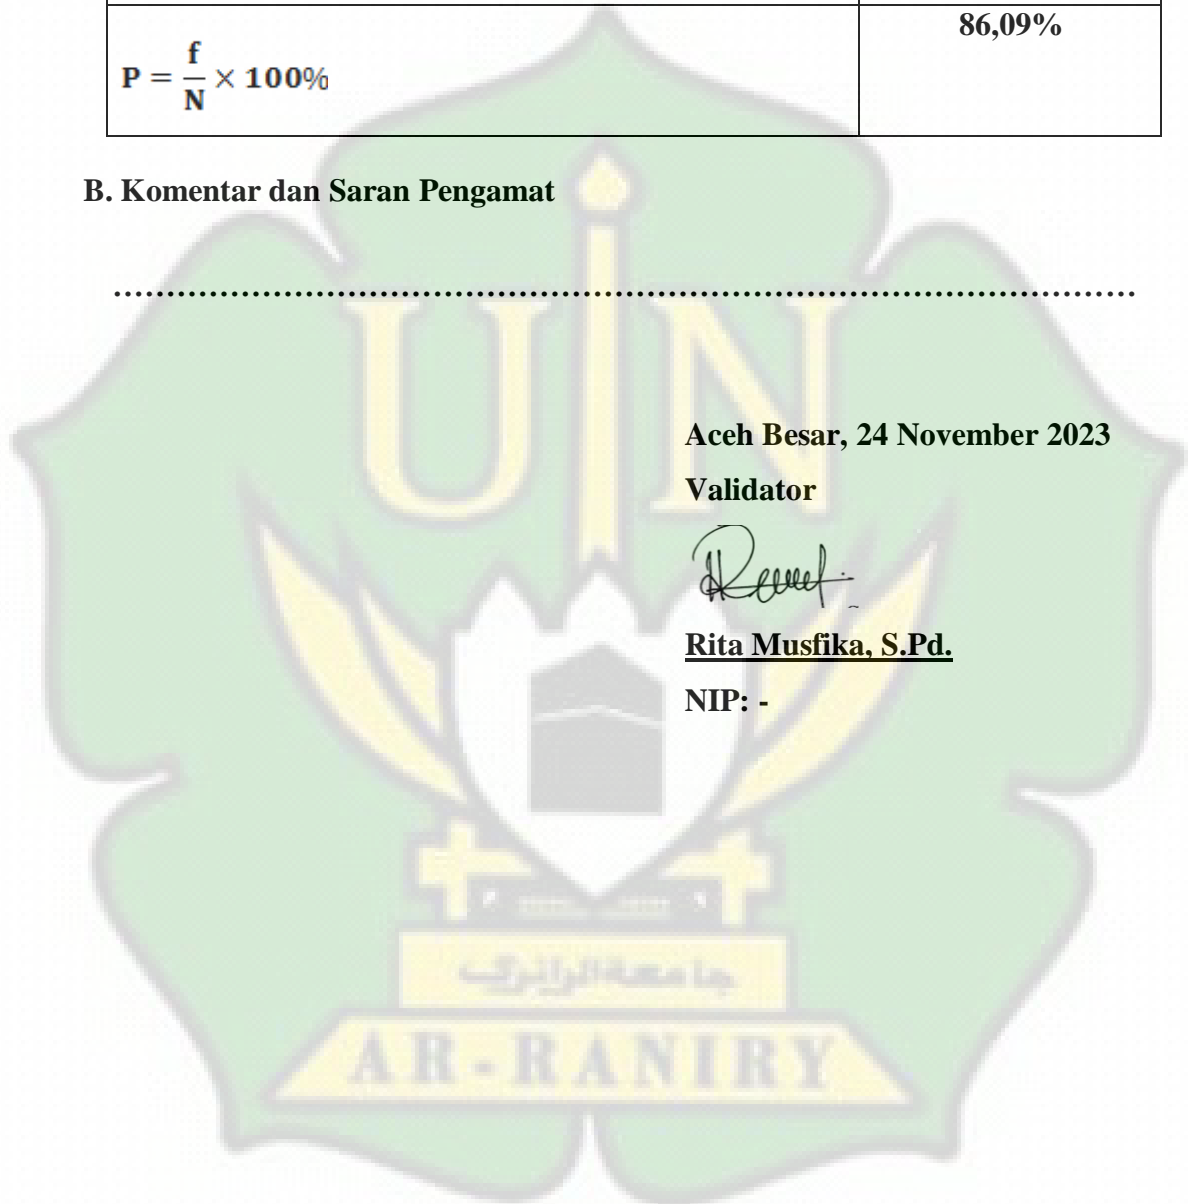 86,09%
P = f/N × 100%
B. Komentar dan Saran Pengamat
................................................................................................
Aceh Besar, 24 November 2023
Validator
Rita Musfika, S.Pd.
NIP: -
UIN
جامعة الرانري
AR-RANIRY